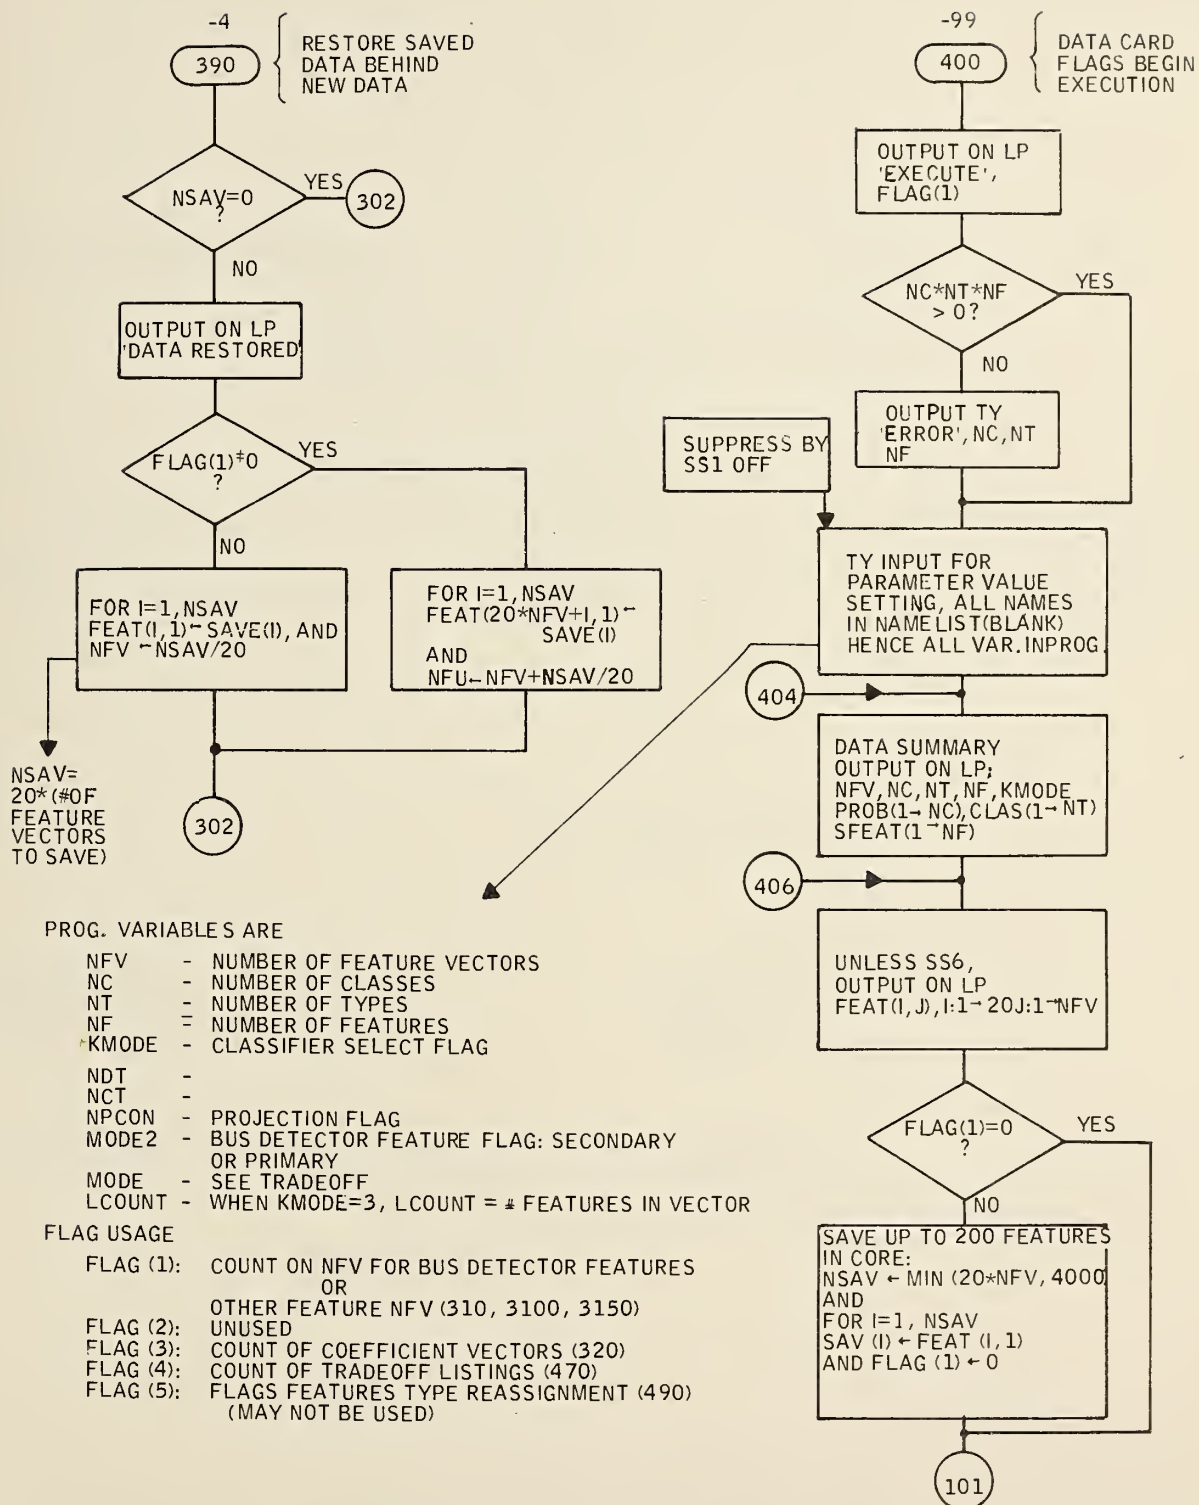 -4
390
RESTORE SAVED
DATA BEHIND
NEW DATA
NSAV=0
?
YES
302
NO
OUTPUT ON LP
'DATA RESTORED'
FLAG(1)≠0
?
YES
NO
FOR I=1,NSAV
FEAT(I,1)←SAVE(I), AND
NFV ←NSAV/20
FOR I=1,NSAV
FEAT(20*NFV+I,1)←
SAVE(I)
AND
NFU←NFV+NSAV/20
NSAV=
20*(#OF
FEATURE
VECTORS
TO SAVE)
302
-99
400
DATA CARD
FLAGS BEGIN
EXECUTION
OUTPUT ON LP
'EXECUTE',
FLAG(1)
NC*NT*NF
> 0?
YES
NO
OUTPUT TY
'ERROR',NC,NT
NF
SUPPRESS BY
SS1 OFF
TY INPUT FOR
PARAMETER VALUE
SETTING, ALL NAMES
IN NAMELIST(BLANK)
HENCE ALL VAR.INPROG.
404
DATA SUMMARY
OUTPUT ON LP;
NFV,NC,NT,NF,KMODE
PROB(1→NC),CLAS(1→NT)
SFEAT(1→NF)
406
UNLESS SS6,
OUTPUT ON LP
FEAT(I,J),I:1→20J:1→NFV
FLAG(1)=0
?
YES
NO
SAVE UP TO 200 FEATURES
IN CORE:
NSAV ← MIN (20*NFV, 4000)
AND
FOR I=1, NSAV
SAV (I) ← FEAT (I,1)
AND FLAG (1) ← 0
101
PROG. VARIABLES ARE
NFV - NUMBER OF FEATURE VECTORS
NC - NUMBER OF CLASSES
NT - NUMBER OF TYPES
NF = NUMBER OF FEATURES
KMODE - CLASSIFIER SELECT FLAG
NDT -
NCT -
NPCON - PROJECTION FLAG
MODE2 - BUS DETECTOR FEATURE FLAG: SECONDARY
OR PRIMARY
MODE - SEE TRADEOFF
LCOUNT - WHEN KMODE=3, LCOUNT = # FEATURES IN VECTOR
FLAG USAGE
FLAG (1): COUNT ON NFV FOR BUS DETECTOR FEATURES
OR
OTHER FEATURE NFV (310, 3100, 3150)
FLAG (2): UNUSED
FLAG (3): COUNT OF COEFFICIENT VECTORS (320)
FLAG (4): COUNT OF TRADEOFF LISTINGS (470)
FLAG (5): FLAGS FEATURES TYPE REASSIGNMENT (490)
(MAY NOT BE USED)